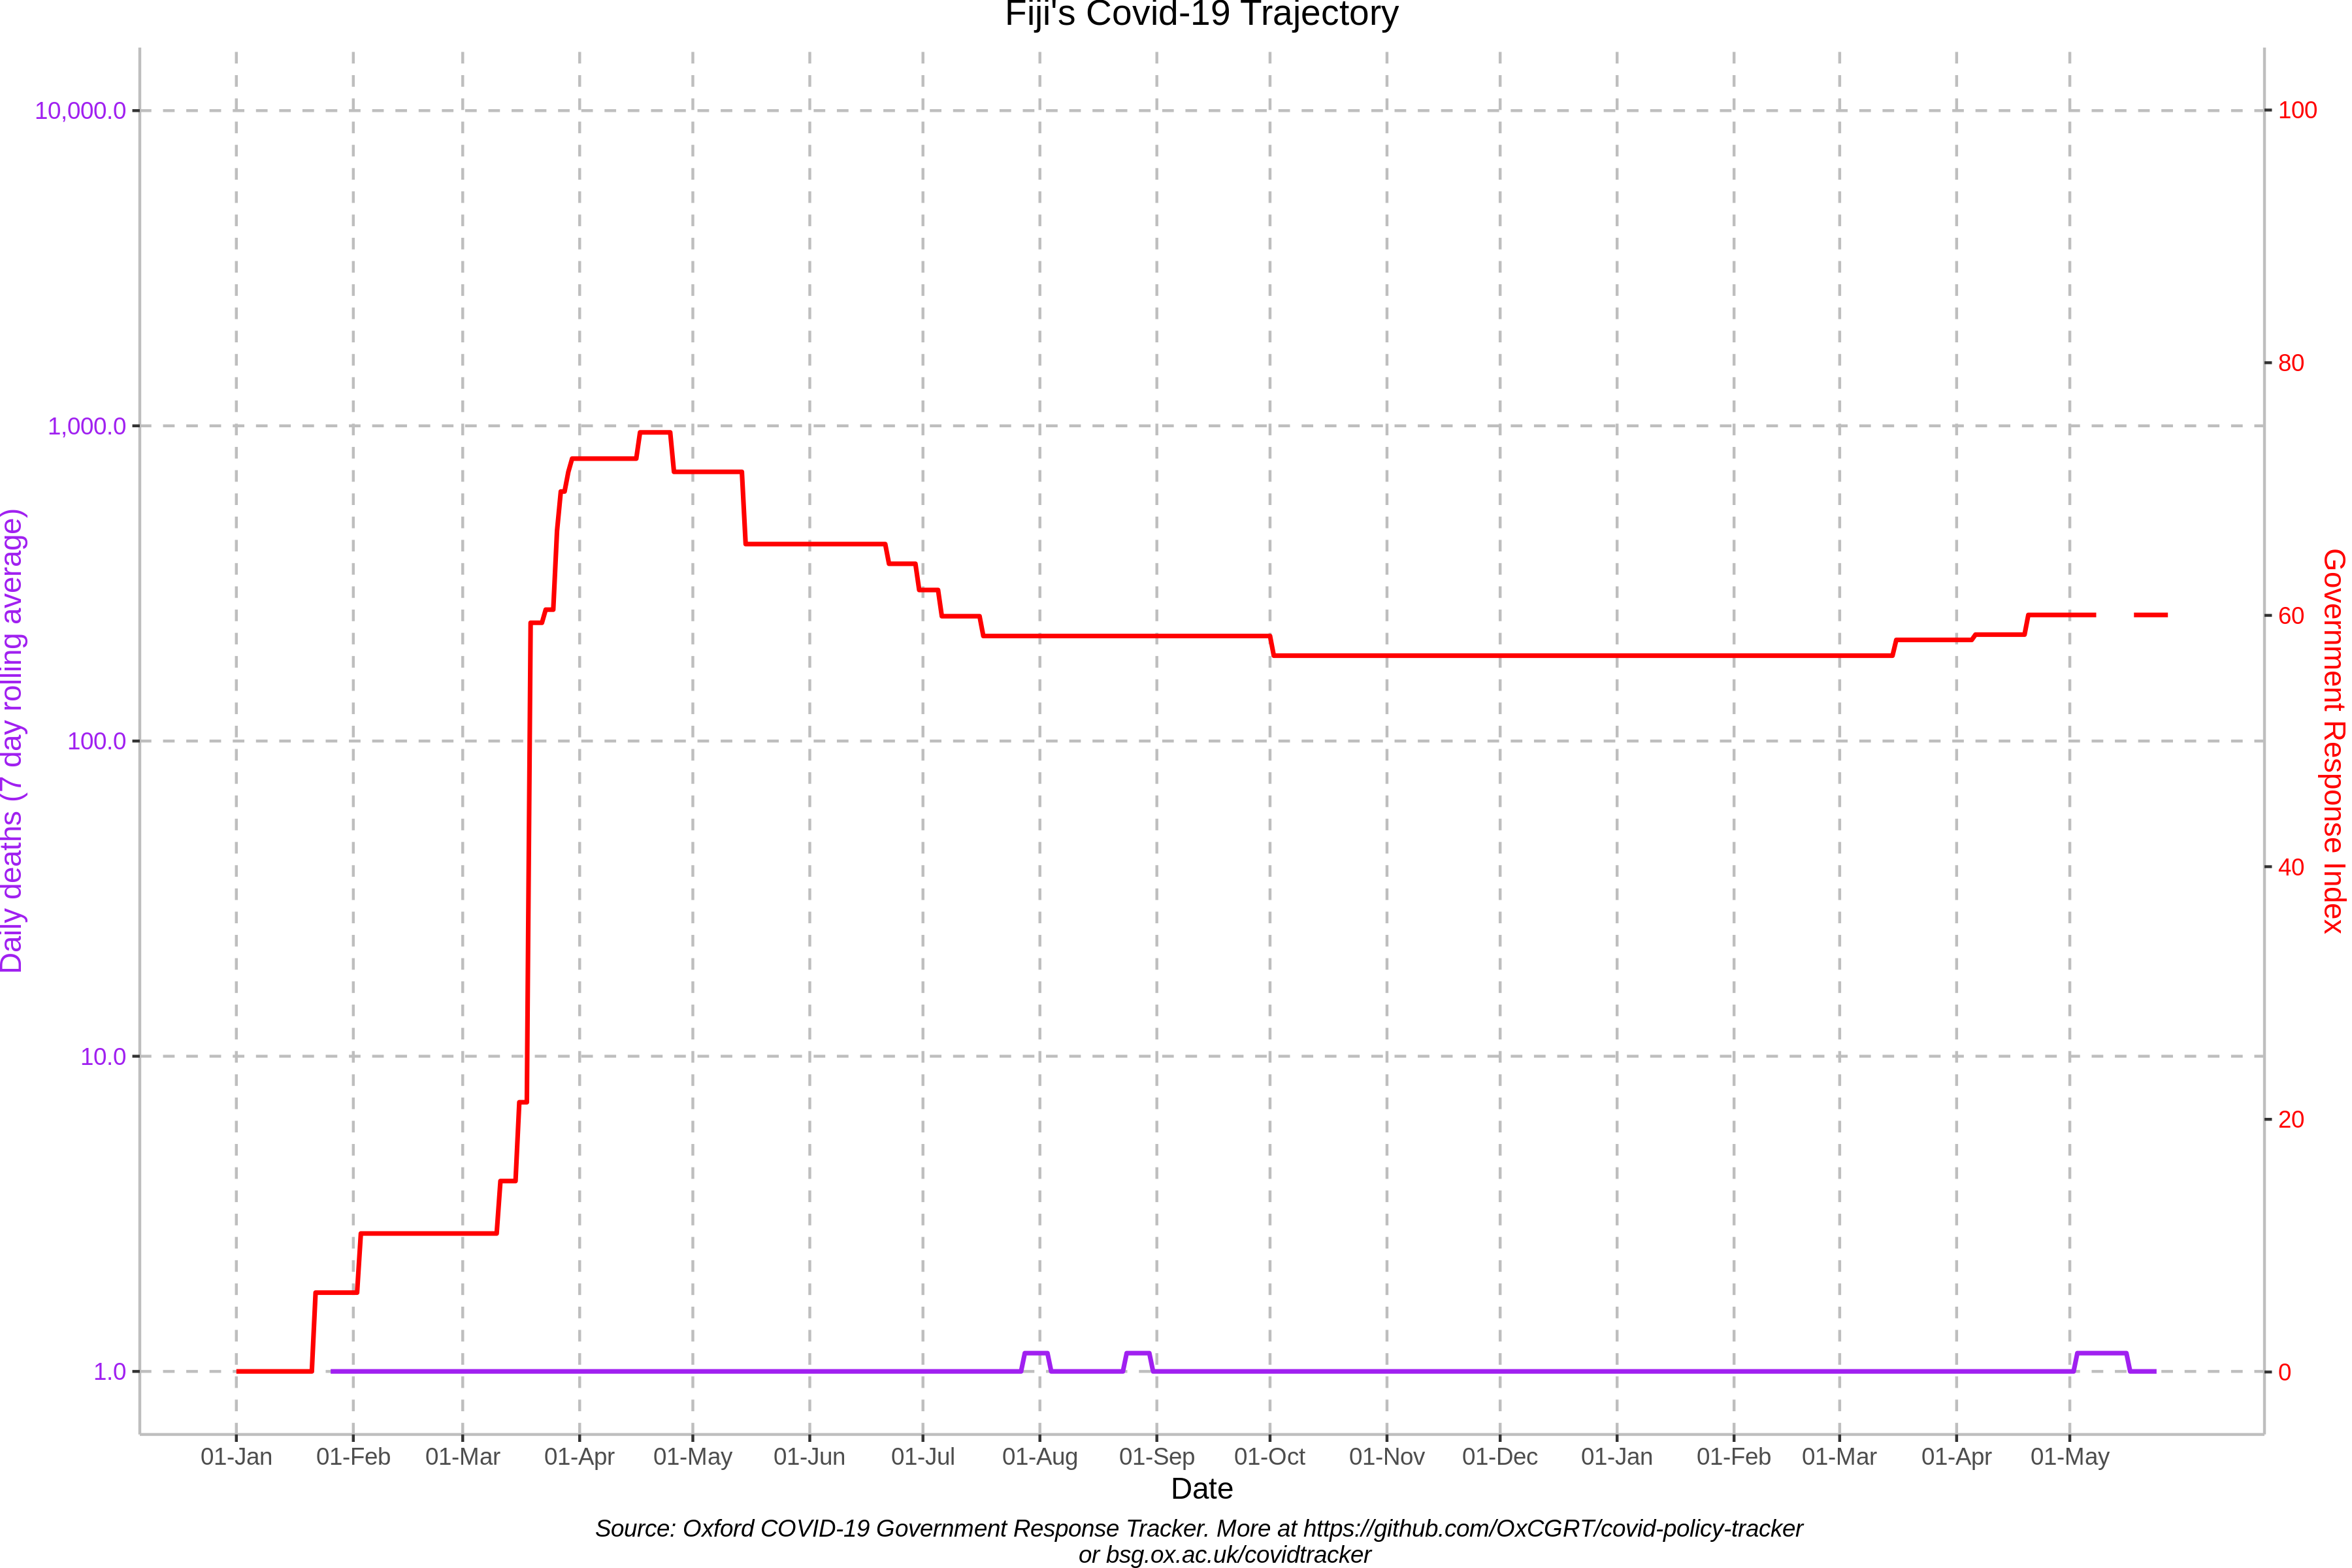 Fiji's Covid-19 Trajectory
10,000.0
1,000.0
100.0
10.0
1.0
Daily deaths (7 day rolling average)
100
80
60
40
20
0
Government Response Index
01-Jan 01-Feb 01-Mar 01-Apr 01-May 01-Jun 01-Jul 01-Aug 01-Sep 01-Oct 01-Nov 01-Dec 01-Jan 01-Feb 01-Mar 01-Apr 01-May
Date
Source: Oxford COVID-19 Government Response Tracker. More at https://github.com/OxCGRT/covid-policy-tracker
or bsg.ox.ac.uk/covidtracker